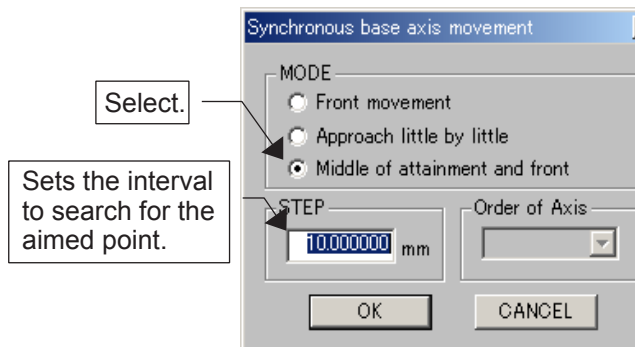 Synchronous base axis movement
MODE
Select.
Front movement
Approach little by little
Middle of attainment and front
Sets the interval
to search for the
aimed point.
STEP
Order of Axis
10.000000 mm
OK
CANCEL